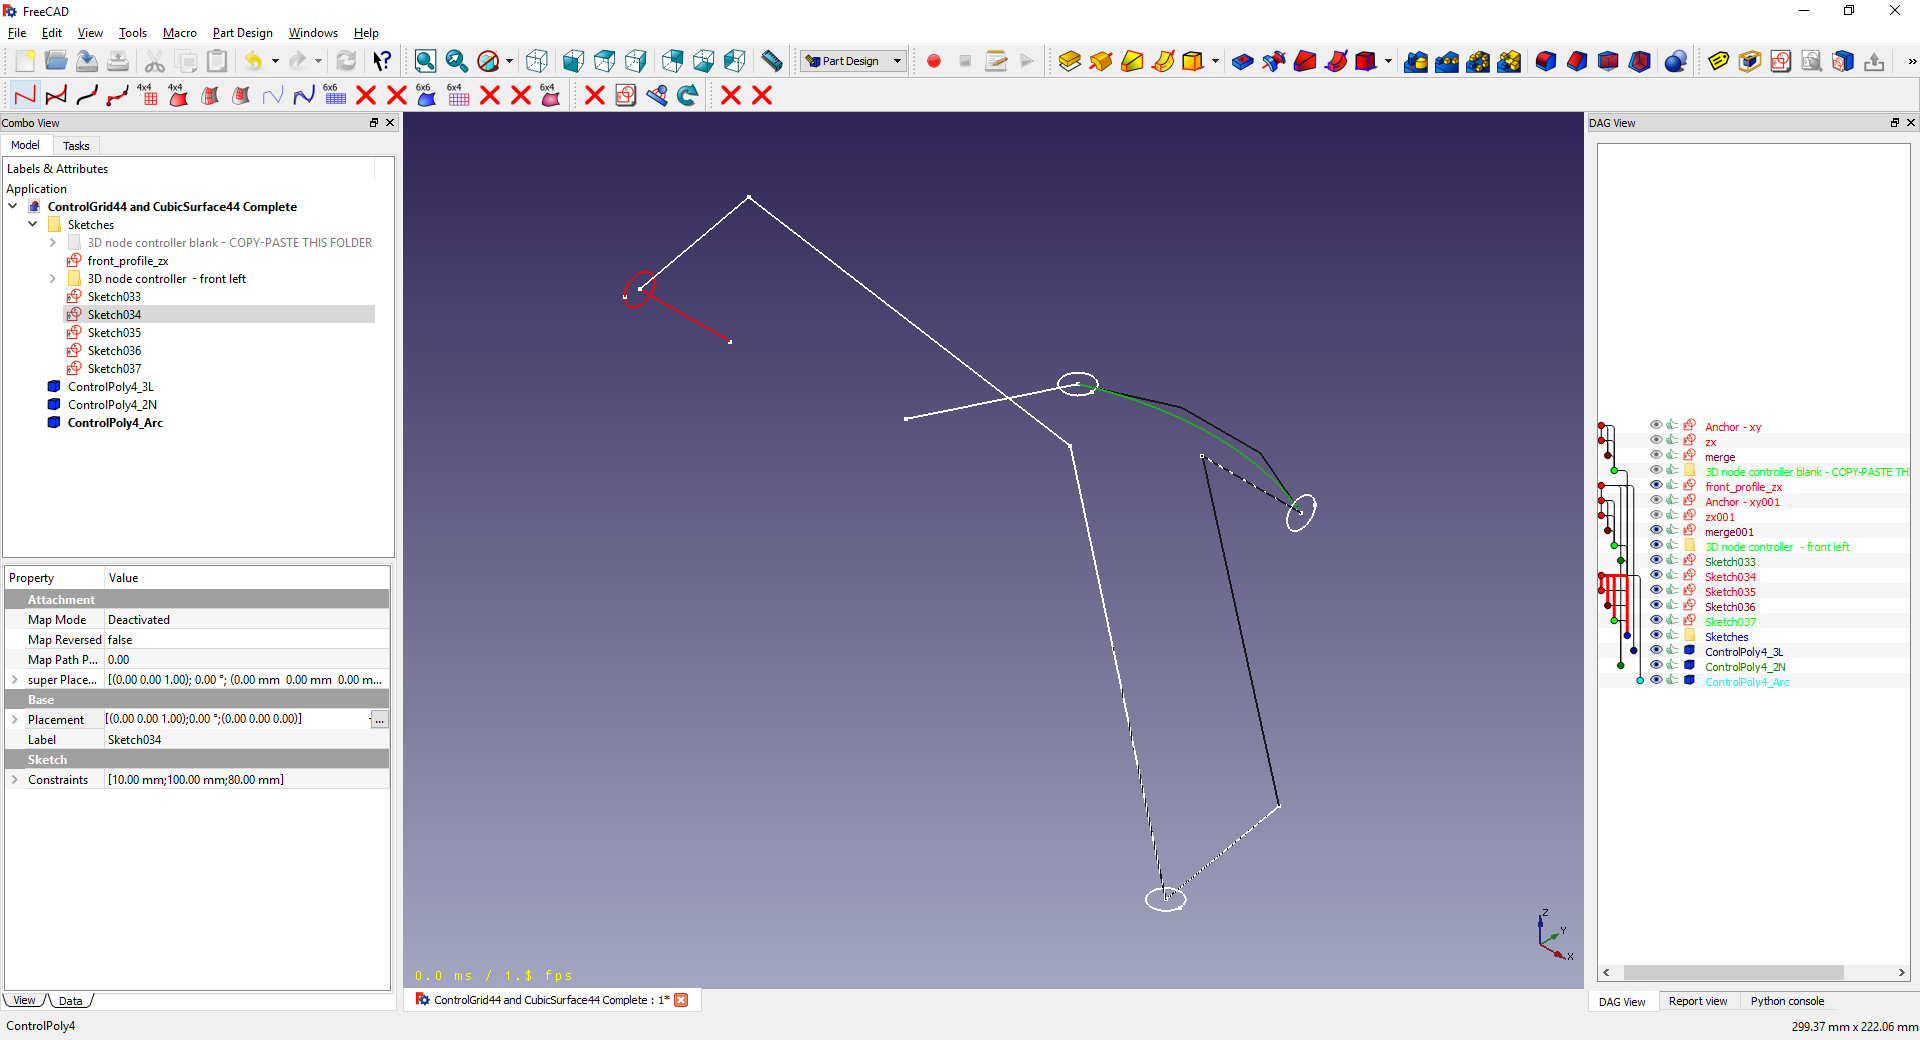 FreeCAD
File Edit View Tools Macro Part Design Windows Help
Part Design
4x4 4x4 6x6 6x6 6x4 6x4
Combo View
Model Tasks
Labels & Attributes
Application
ControlGrid44 and CubicSurface44 Complete
Sketches
3D node controller blank - COPY-PASTE THIS FOLDER
front_profile_zx
3D node controller  - front left
Sketch033
Sketch034
Sketch035
Sketch036
Sketch037
ControlPoly4_3L
ControlPoly4_2N
ControlPoly4_Arc
Property Value
Attachment
Map Mode Deactivated
Map Reversed false
Map Path P... 0.00
super Place... [(0.00 0.00 1.00); 0.00 °; (0.00 mm  0.00 mm  0.00 m...
Base
Placement [(0.00 0.00 1.00);0.00 °;(0.00 0.00 0.00)] ...
Label Sketch034
Sketch
Constraints [10.00 mm;100.00 mm;80.00 mm]
View Data
ControlPoly4
0.0 ms / 1.$ fps
Z
Y
X
ControlGrid44 and CubicSurface44 Complete : 1*
DAG View
Anchor - xy
zx
merge
3D node controller blank - COPY-PASTE TH
front_profile_zx
Anchor - xy001
zx001
merge001
3D node controller  - front left
Sketch033
Sketch034
Sketch035
Sketch036
Sketch037
Sketches
ControlPoly4_3L
ControlPoly4_2N
ControlPoly4_Arc
DAG View Report view Python console
299.37 mm x 222.06 mm